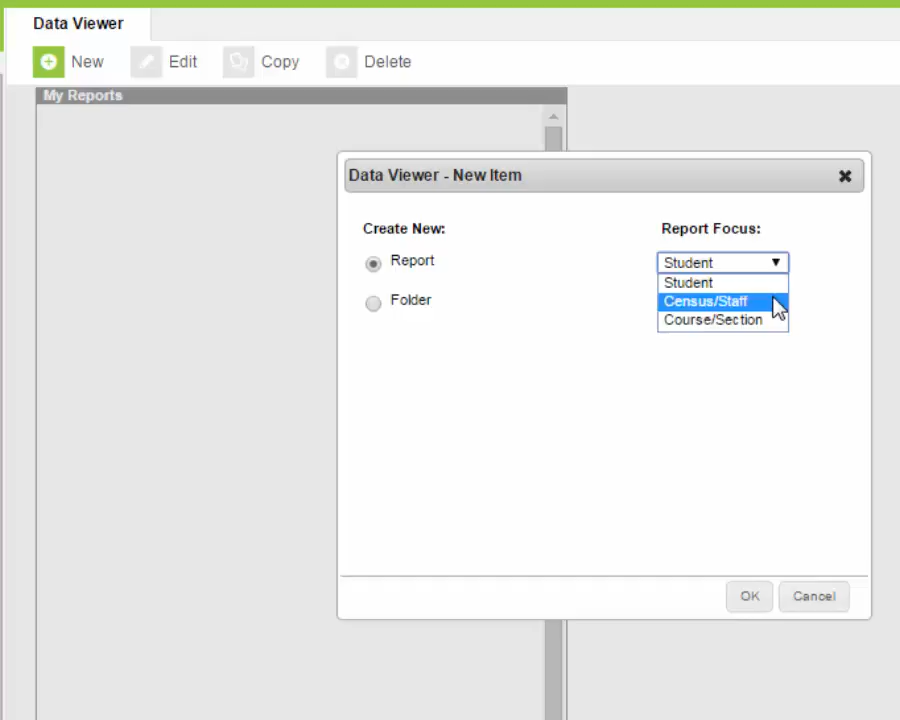 Data Viewer
New Edit Copy Delete
My Reports
Data Viewer - New Item
Create New: Report Focus:
Report Student
Student
Folder Census/Staff
Course/Section
OK Cancel